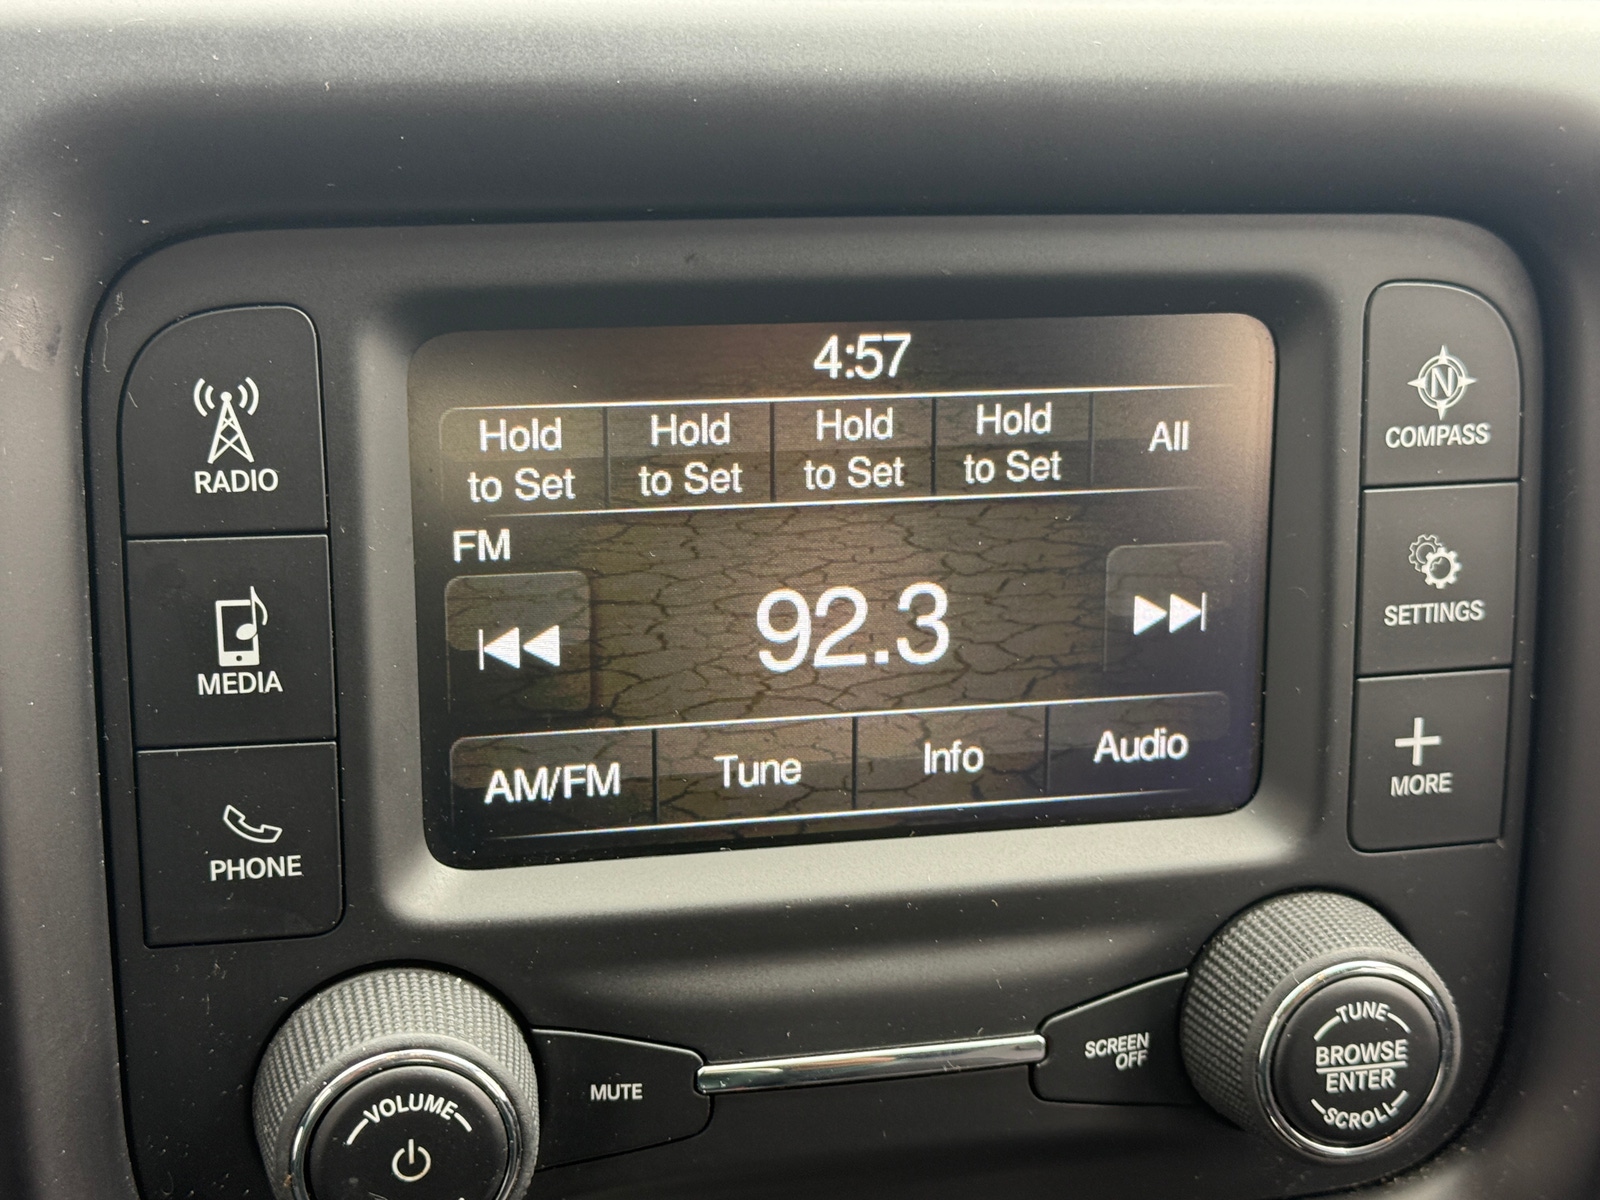 4:57
Hold
to Set
Hold
to Set
Hold
to Set
Hold
to Set
All
FM
92.3
AM/FM
Tune
Info
Audio
RADIO
MEDIA
PHONE
N
COMPASS
SETTINGS
MORE
VOLUME
MUTE
SCREEN
OFF
TUNE
BROWSE
ENTER
SCROLL